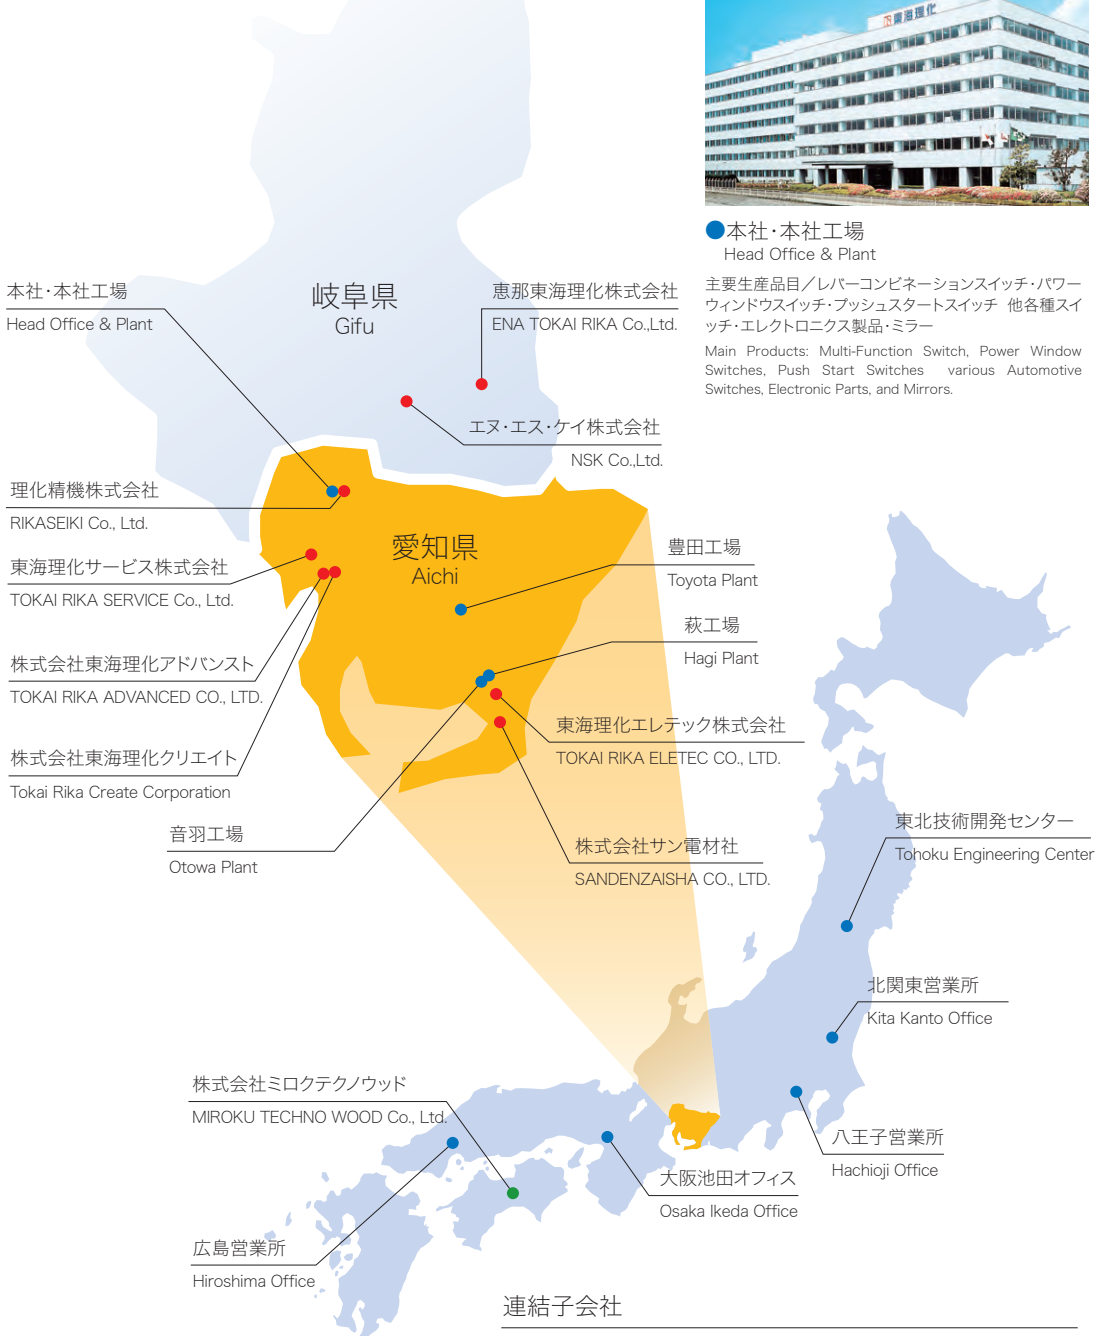 東海理化
本社・本社工場
Head Office & Plant
主要生産品目／レバーコンビネーションスイッチ・パワー
ウィンドウスイッチ・プッシュスタートスイッチ 他各種スイ
ッチ・エレクトロニクス製品・ミラー
Main Products: Multi-Function Switch, Power Window
Switches, Push Start Switches various Automotive
Switches, Electronic Parts, and Mirrors.
本社・本社工場
Head Office & Plant
岐阜県
Gifu
恵那東海理化株式会社
ENA TOKAI RIKA Co.,Ltd.
エヌ・エス・ケイ株式会社
NSK Co.,Ltd.
理化精機株式会社
RIKASEIKI Co., Ltd.
愛知県
Aichi
東海理化サービス株式会社
TOKAI RIKA SERVICE Co., Ltd.
豊田工場
Toyota Plant
萩工場
Hagi Plant
株式会社東海理化アドバンスト
TOKAI RIKA ADVANCED CO., LTD.
東海理化エレテック株式会社
TOKAI RIKA ELETEC CO., LTD.
株式会社東海理化クリエイト
Tokai Rika Create Corporation
音羽工場
Otowa Plant
株式会社サン電材社
SANDENZAISHA CO., LTD.
東北技術開発センター
Tohoku Engineering Center
北関東営業所
Kita Kanto Office
株式会社ミロクテクノウッド
MIROKU TECHNO WOOD Co., Ltd.
八王子営業所
Hachioji Office
大阪池田オフィス
Osaka Ikeda Office
広島営業所
Hiroshima Office
連結子会社